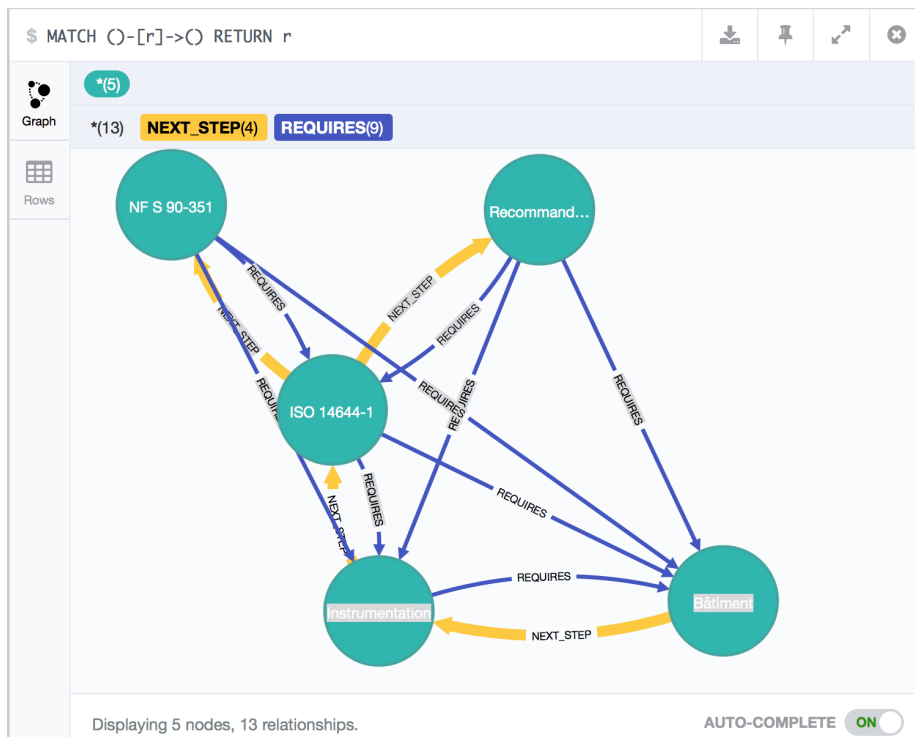 $ MATCH ()-[r]->() RETURN r
*(5)
Graph
*(13) NEXT_STEP(4) REQUIRES(9)
Rows
NF S 90-351
Recommand...
REQUIRES
NEXT_STEP
NEXT_STEP
REQUIRES
ISO 14644-1
REQUIRES
REQUIRES
REQUIRES
REQUIRES
REQUIRES
REQUIRES
NEXT_STEP
REQUIRES
Instrumentation
Bâtiment
NEXT_STEP
Displaying 5 nodes, 13 relationships.
AUTO-COMPLETE ON